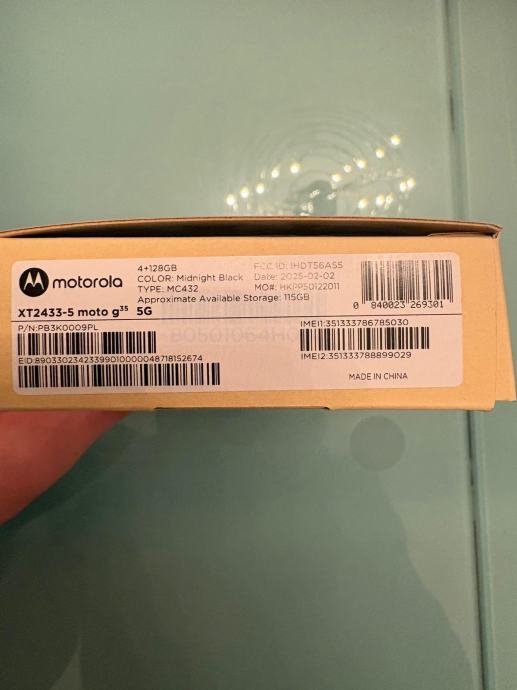 motorola
4+128GB
COLOR: Midnight Black
TYPE: MC432
Approximate Available Storage: 115GB
FCC ID: IHDT56AS5
Date: 2025-02-02
MO#: HKPP50122011
0 840023 269301
XT2433-5 moto g35 5G
P/N:PB3K0009PL
EID:89033023423399010000048718152674
IMEI1:351333786785030
IMEI2:351333788899029
MADE IN CHINA